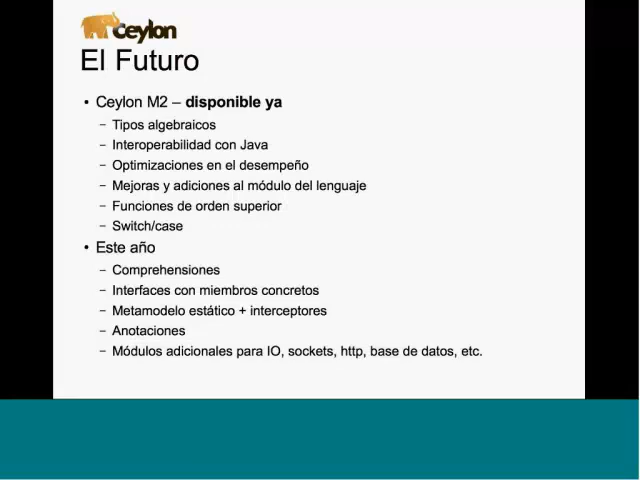 Ceylon
El Futuro
• Ceylon M2 – disponible ya
– Tipos algebraicos
– Interoperabilidad con Java
– Optimizaciones en el desempeño
– Mejoras y adiciones al módulo del lenguaje
– Funciones de orden superior
– Switch/case
• Este año
– Comprehensiones
– Interfaces con miembros concretos
– Metamodelo estático + interceptores
– Anotaciones
– Módulos adicionales para IO, sockets, http, base de datos, etc.